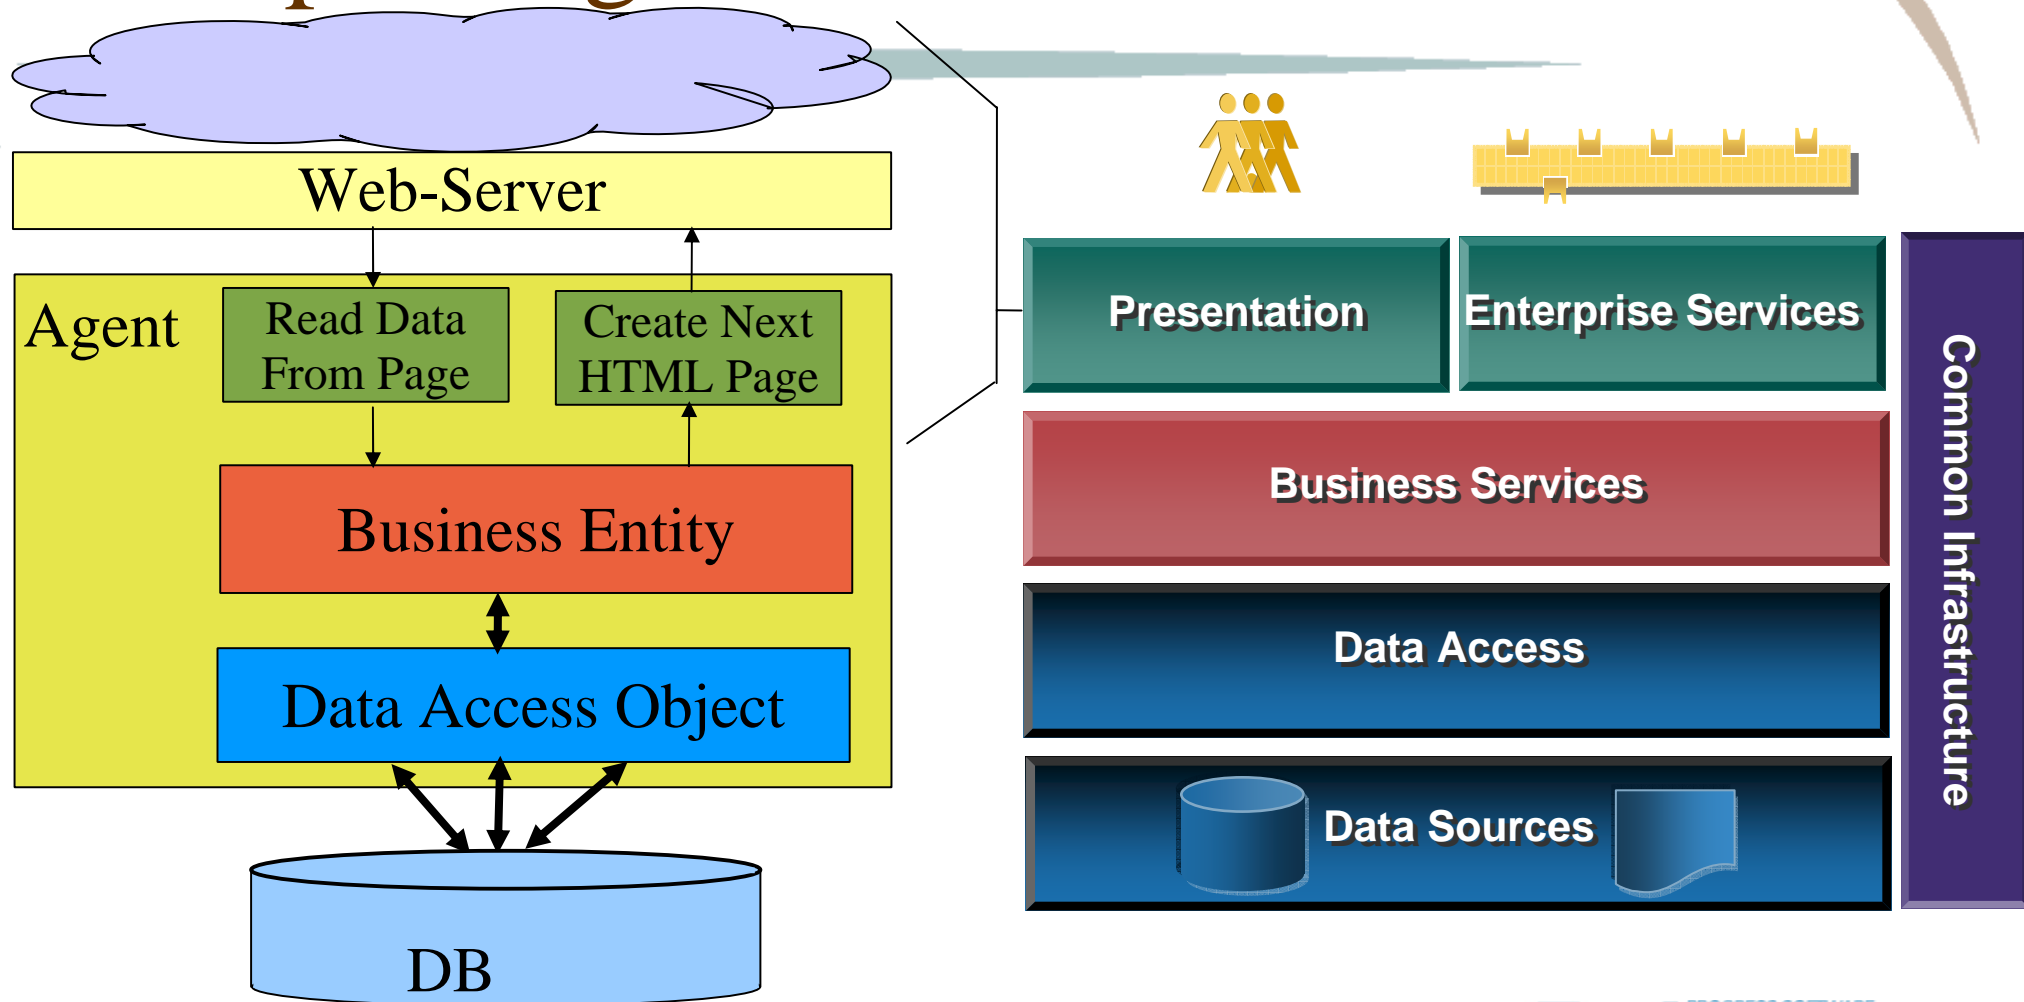 Web-Server
Agent
Read Data
From Page
Create Next
HTML Page
Business Entity
Data Access Object
DB
Presentation
Enterprise Services
Business Services
Data Access
Data Sources
Common Infrastructure